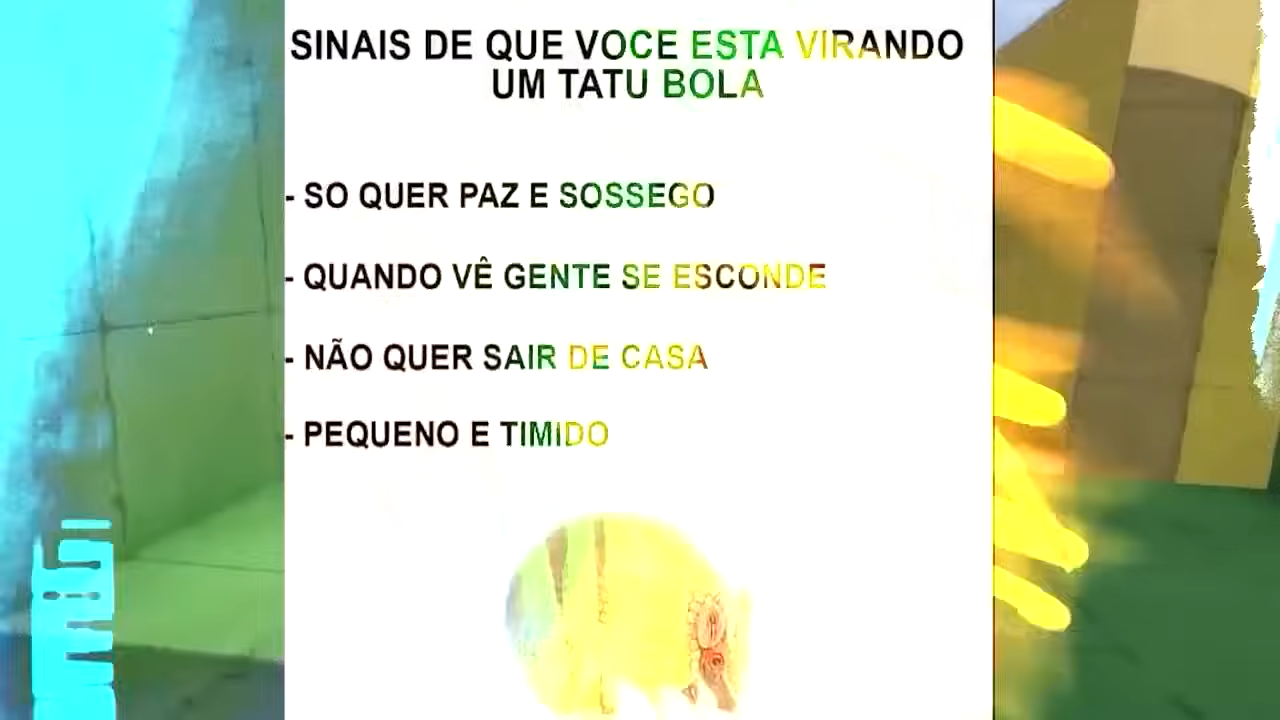 SINAIS DE QUE VOCE ESTA VIRANDO
UM TATU BOLA
- SO QUER PAZ E SOSSEGO
- QUANDO VÊ GENTE SE ESCONDE
- NÃO QUER SAIR DE CASA
- PEQUENO E TIMIDO